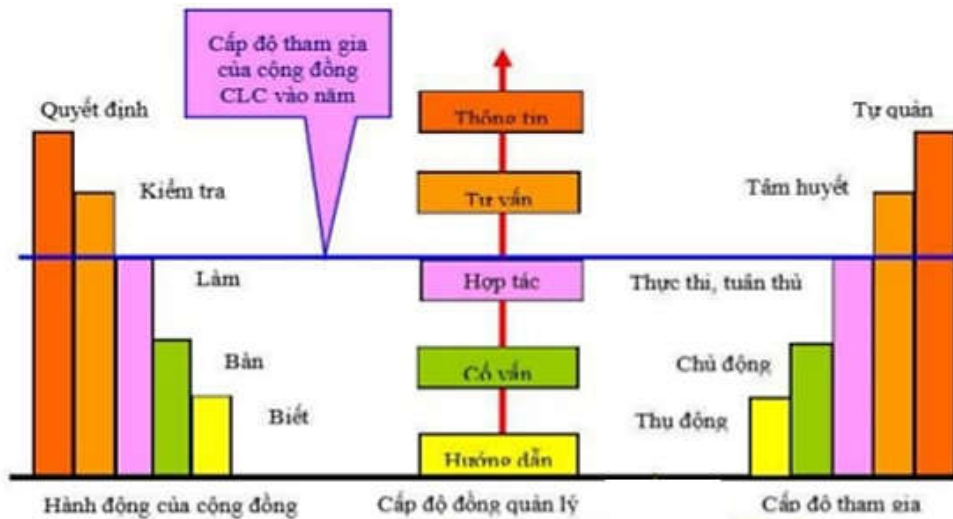 Cấp độ tham gia
của cộng đồng
CLC vào năm
Quyết định
Kiểm tra
Làm
Bàn
Biết
Thông tin
Tư vấn
Hợp tác
Cố vấn
Hướng dẫn
Tự quản
Tâm huyết
Thực thi, tuân thủ
Chủ động
Thụ động
Hành động của cộng đồng
Cấp độ đồng quản lý
Cấp độ tham gia